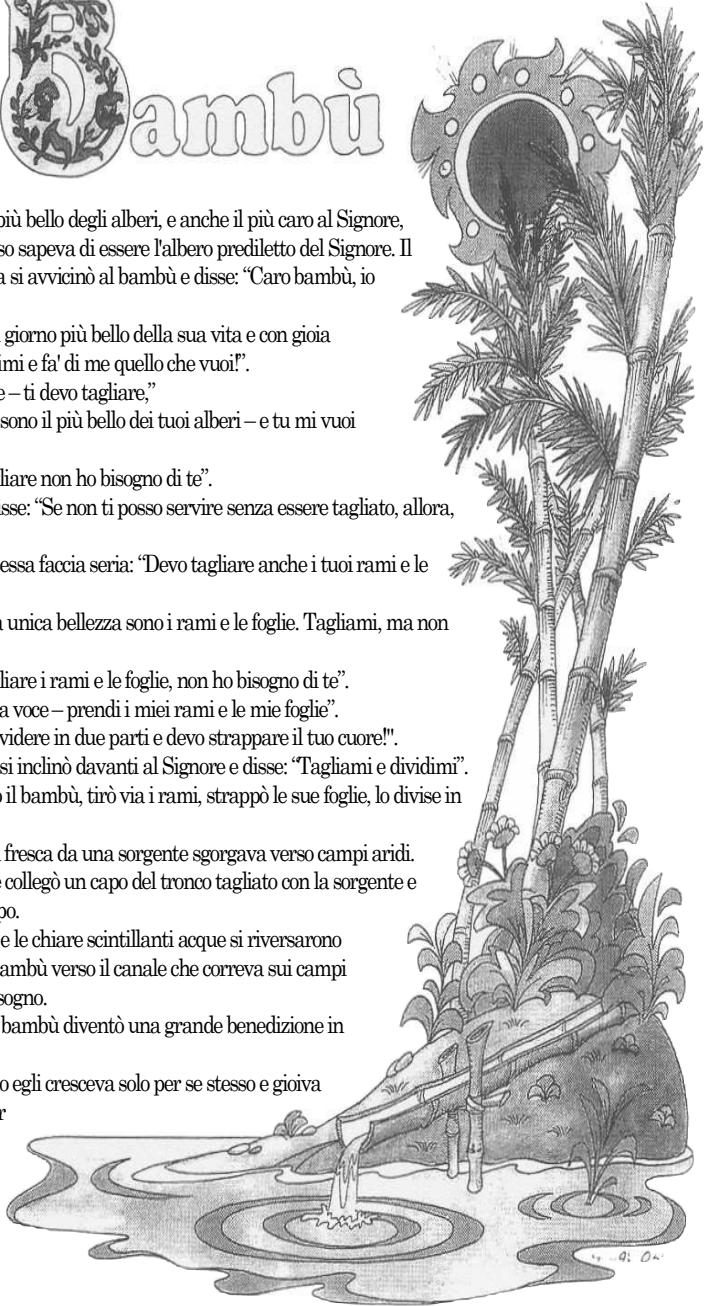 Bambù
più bello degli alberi, e anche il più caro al Signore,
so sapeva di essere l'albero prediletto del Signore. Il
a si avvicinò al bambù e disse: “Caro bambù, io
giorno più bello della sua vita e con gioia
imi e fa' di me quello che vuoi!”.
e – ti devo tagliare,”
sono il più bello dei tuoi alberi – e tu mi vuoi
liare non ho bisogno di te”.
isse: “Se non ti posso servire senza essere tagliato, allora,
essa faccia seria: “Devo tagliare anche i tuoi rami e le
a unica bellezza sono i rami e le foglie. Tagliami, ma non
liare i rami e le foglie, non ho bisogno di te”.
a voce – prendi i miei rami e le mie foglie”.
videre in due parti e devo strappare il tuo cuore!".
si inclinò davanti al Signore e disse: “Tagliami e dividimi”.
o il bambù, tirò via i rami, strappò le sue foglie, lo divise in
fresca da una sorgente sgorgava verso campi aridi.
e collegò un capo del tronco tagliato con la sorgente e
po.
e le chiare scintillanti acque si riversarono
ambù verso il canale che correva sui campi
sogno.
bambù diventò una grande benedizione in
o egli cresceva solo per se stesso e gioiva
r